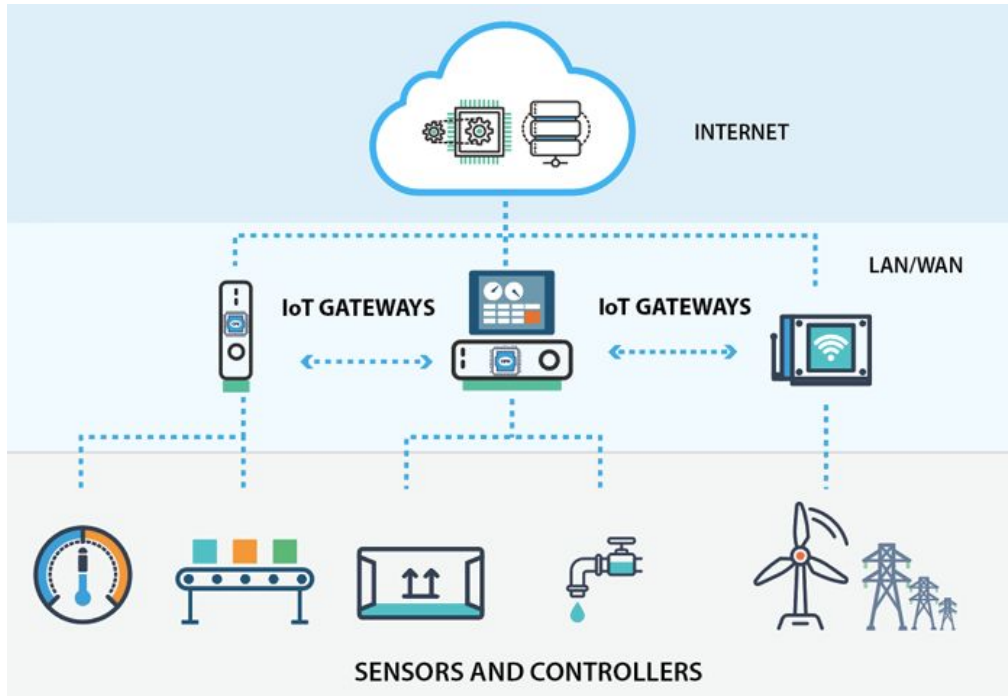 INTERNET
LAN/WAN
IoT GATEWAYS
IoT GATEWAYS
SENSORS AND CONTROLLERS